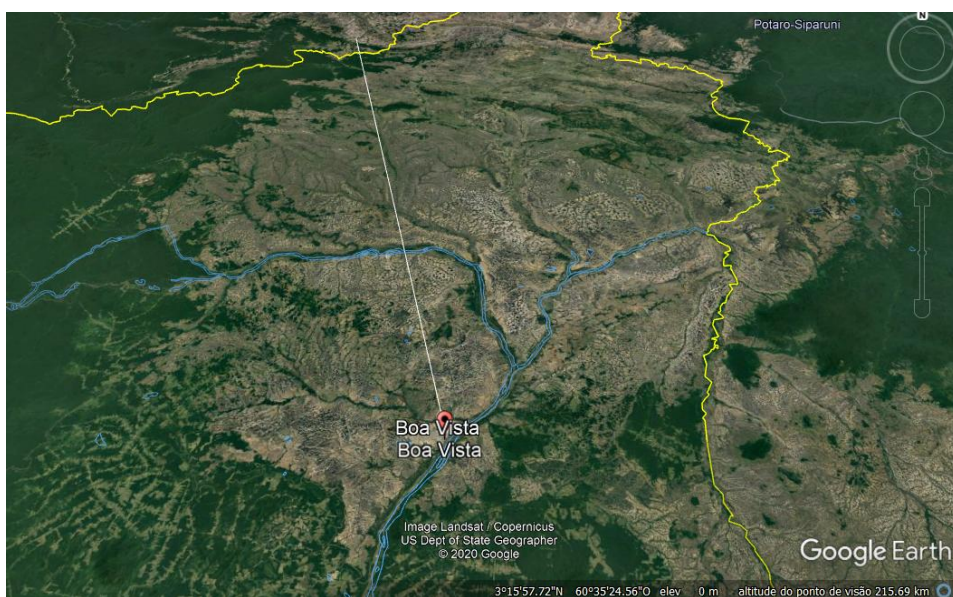 Potaro-Siparuni
N
Boa Vista
Boa Vista
Image Landsat / Copernicus
US Dept of State Geographer
© 2020 Google
Google Earth
3°15'57.72"N 60°35'24.56"O elev 0 m altitude do ponto de visão 215.69 km